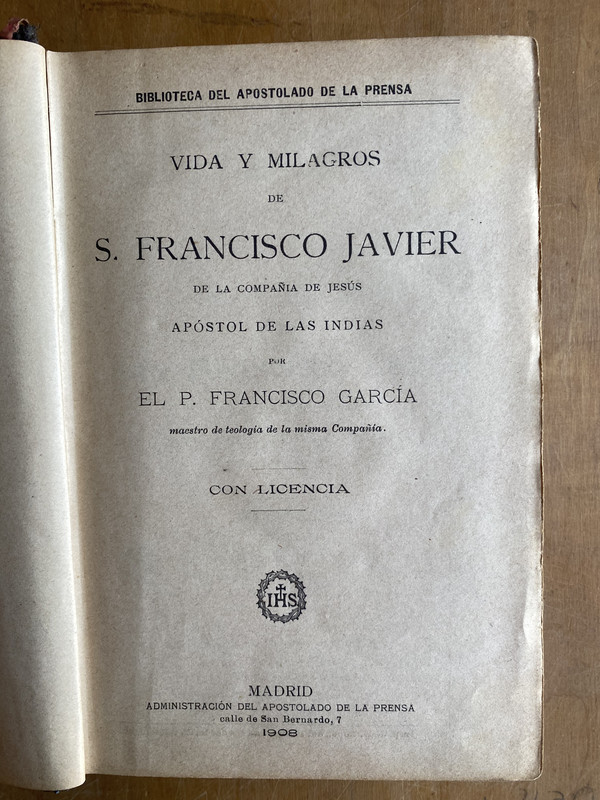 BIBLIOTECA DEL APOSTOLADO DE LA PRENSA
VIDA Y MILAGROS
DE
S. FRANCISCO JAVIER
DE LA COMPAÑIA DE JESÚS
APÓSTOL DE LAS INDIAS
POR
EL P. FRANCISCO GARCÍA
maestro de teología de la misma Compañía.
CON LICENCIA
IHS
MADRID
ADMINISTRACIÓN DEL APOSTOLADO DE LA PRENSA
calle de San Bernardo, 7
1908